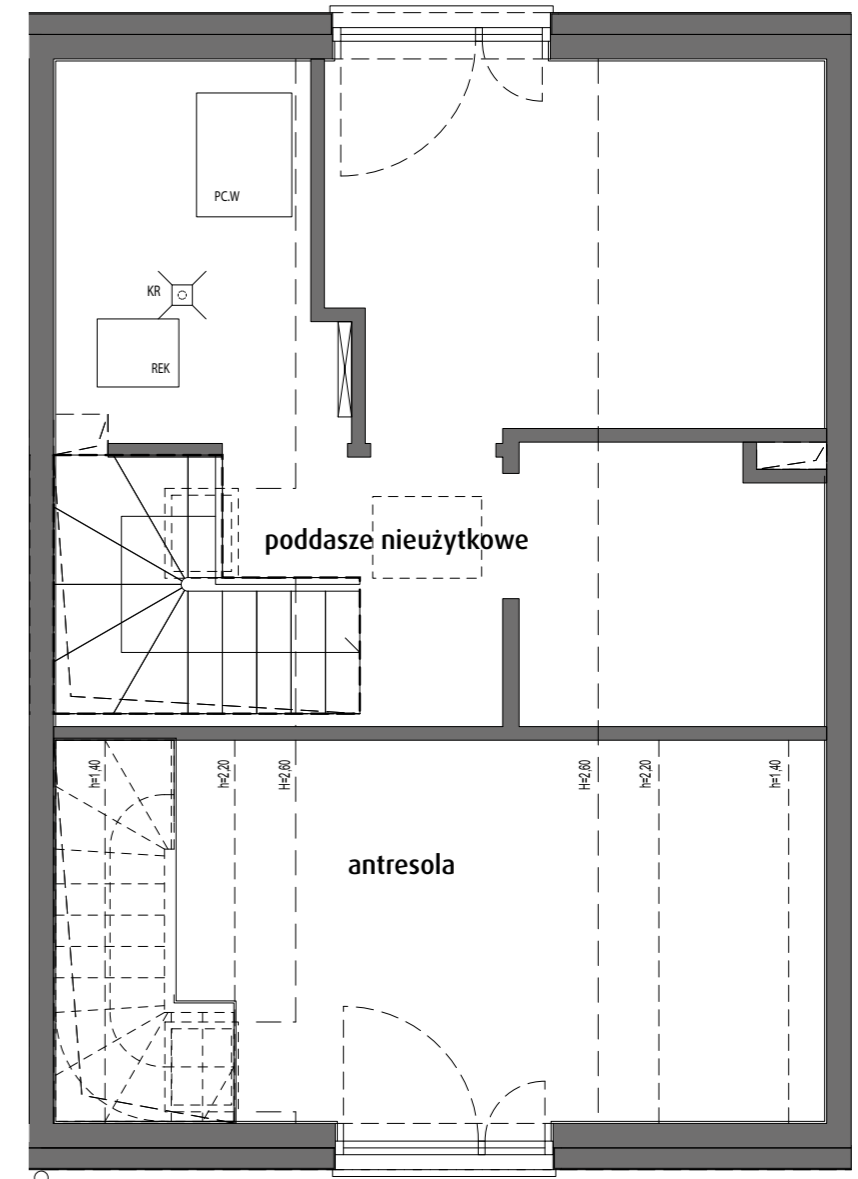 PC.W
KR
REK
poddasze nieużytkowe
h=1,40
h=2,20
H=2,60
H=2,60
h=2,20
h=1,40
antresola